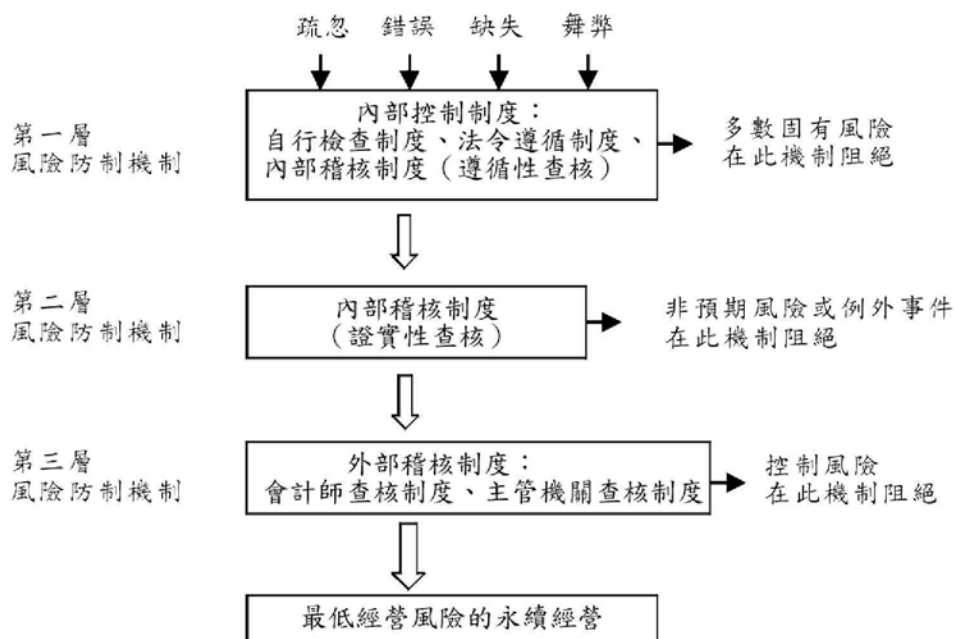 疏忽 錯誤 缺失 舞弊
第一層
風險防制機制
內部控制制度：
自行檢查制度、法令遵循制度、
內部稽核制度（遵循性查核）
多數固有風險
在此機制阻絕
第二層
風險防制機制
內部稽核制度
（證實性查核）
非預期風險或例外事件
在此機制阻絕
第三層
風險防制機制
外部稽核制度：
會計師查核制度、主管機關查核制度
控制風險
在此機制阻絕
最低經營風險的永續經營